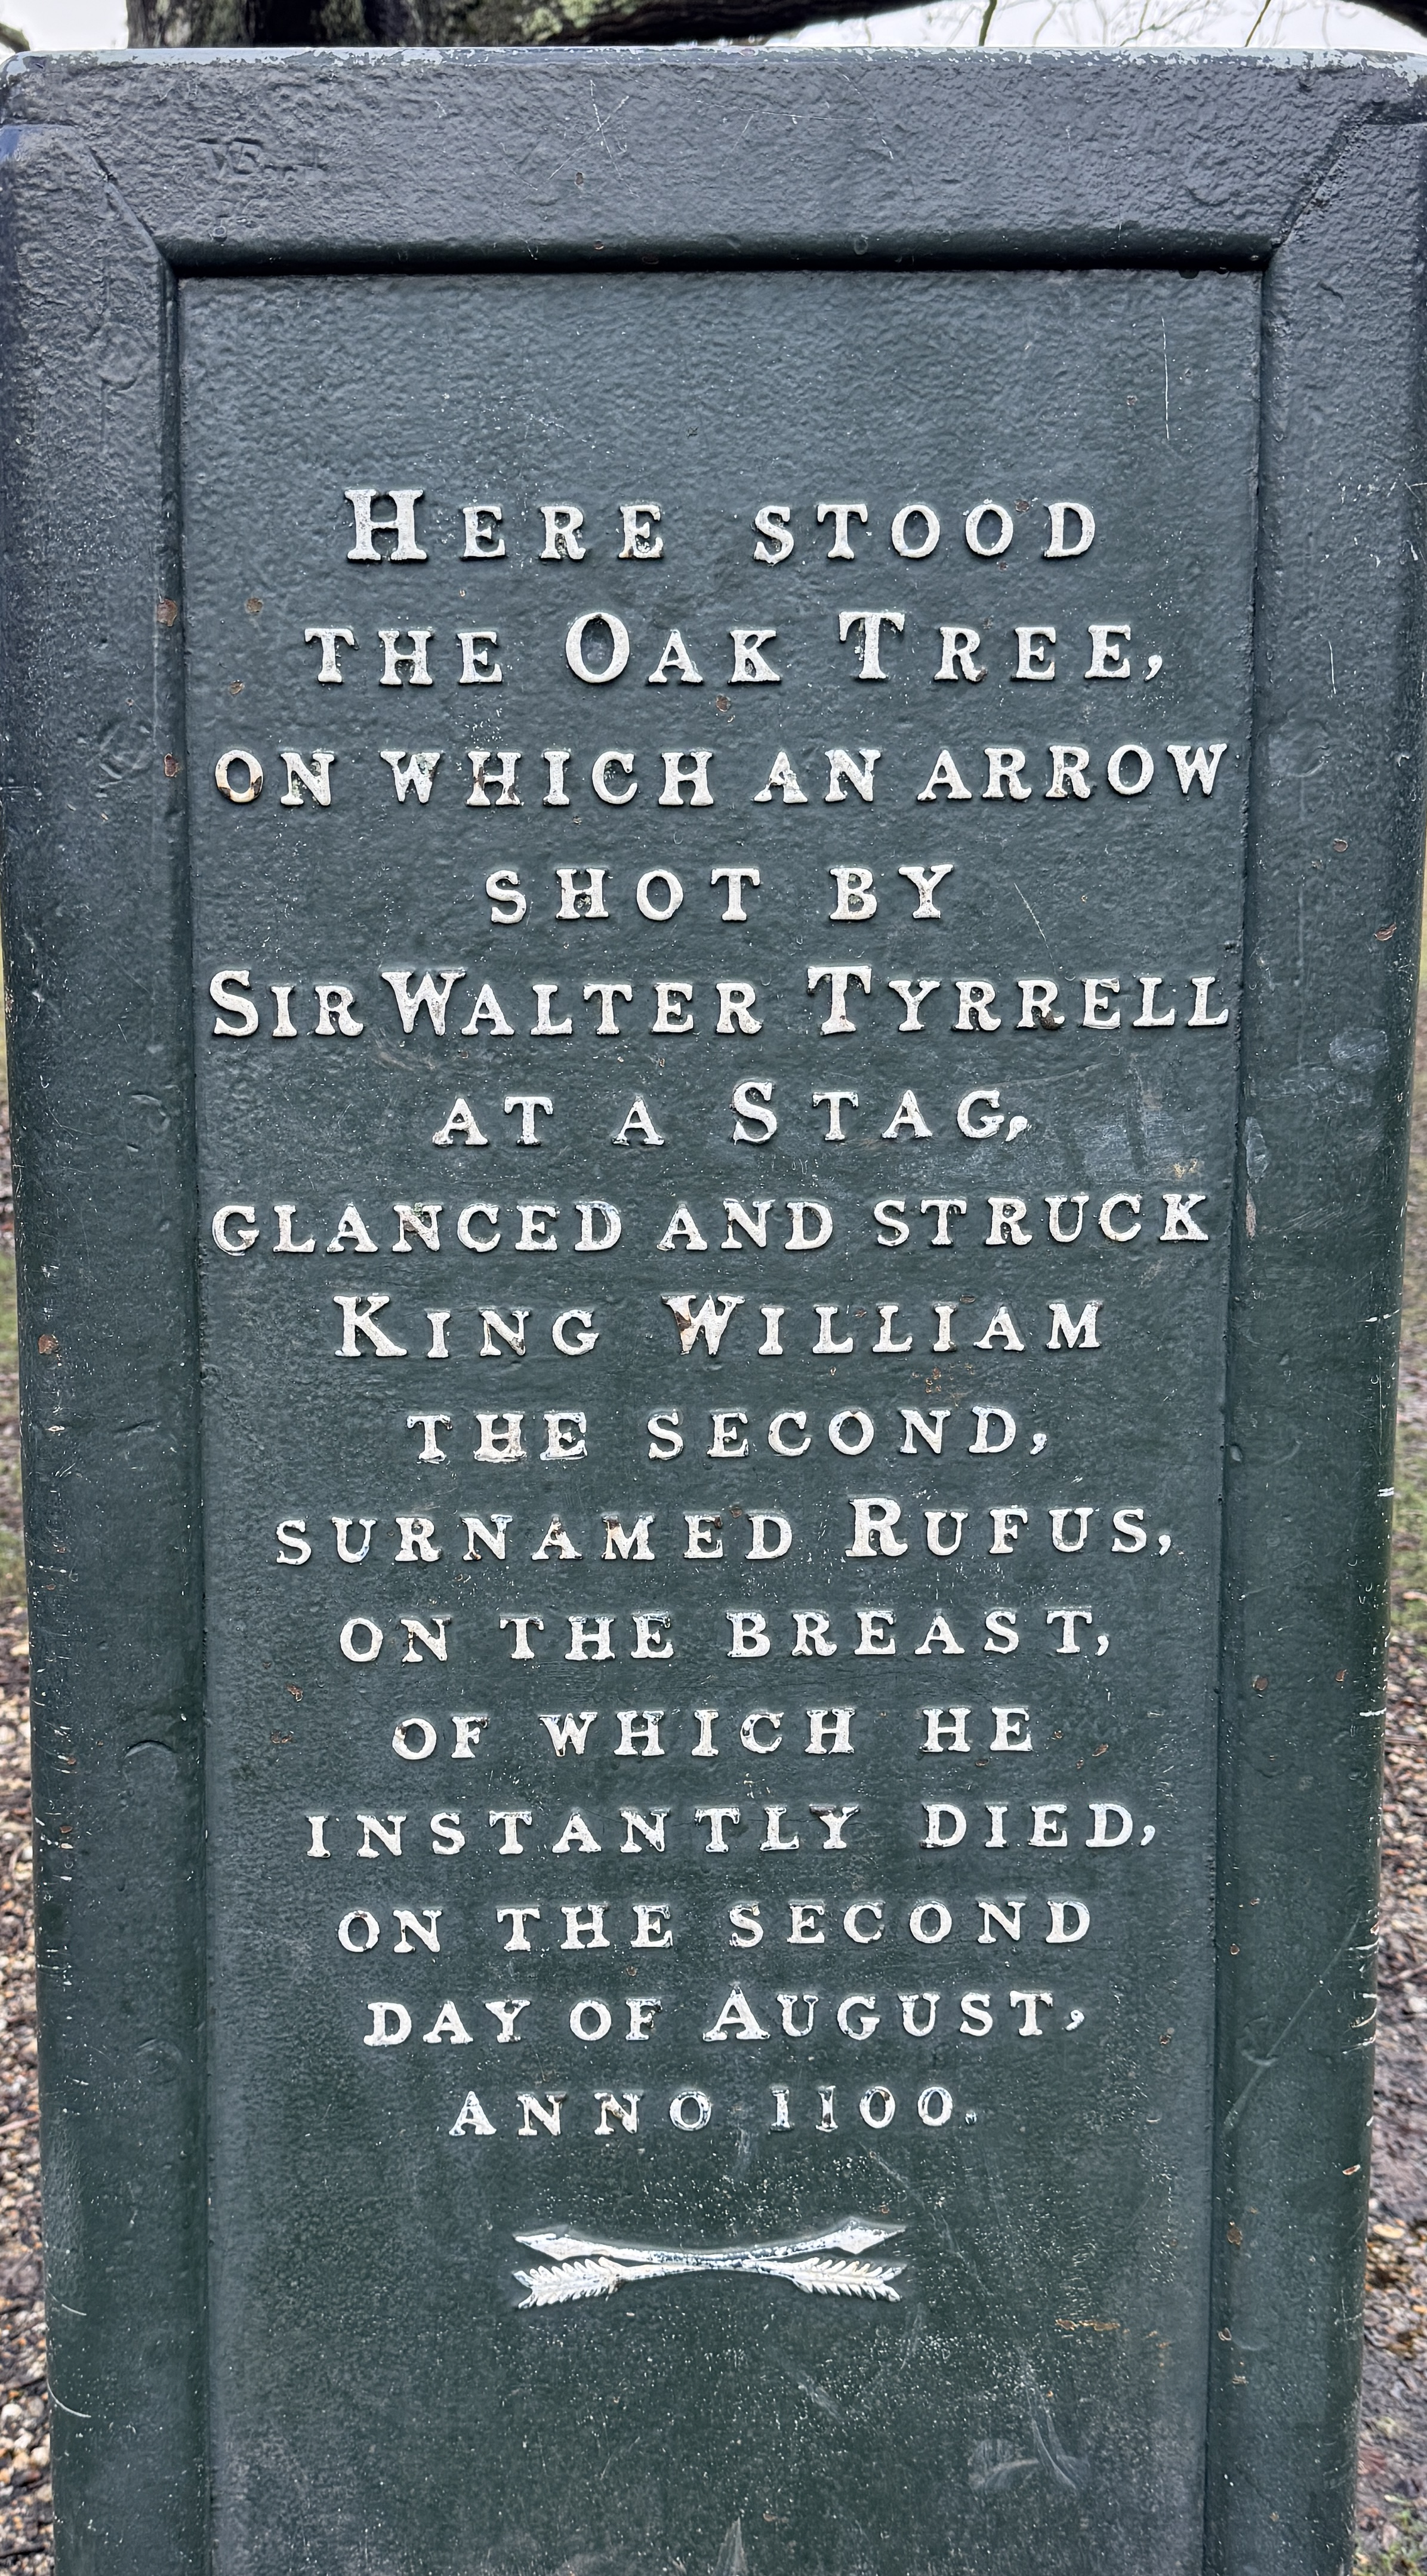 HERE STOOD
THE OAK TREE,
ON WHICH AN ARROW
SHOT BY
SIR WALTER TYRRELL
AT A STAG,
GLANCED AND STRUCK
KING WILLIAM
THE SECOND,
SURNAMED RUFUS,
ON THE BREAST,
OF WHICH HE
INSTANTLY DIED,
ON THE SECOND
DAY OF AUGUST,
ANNO 1100.